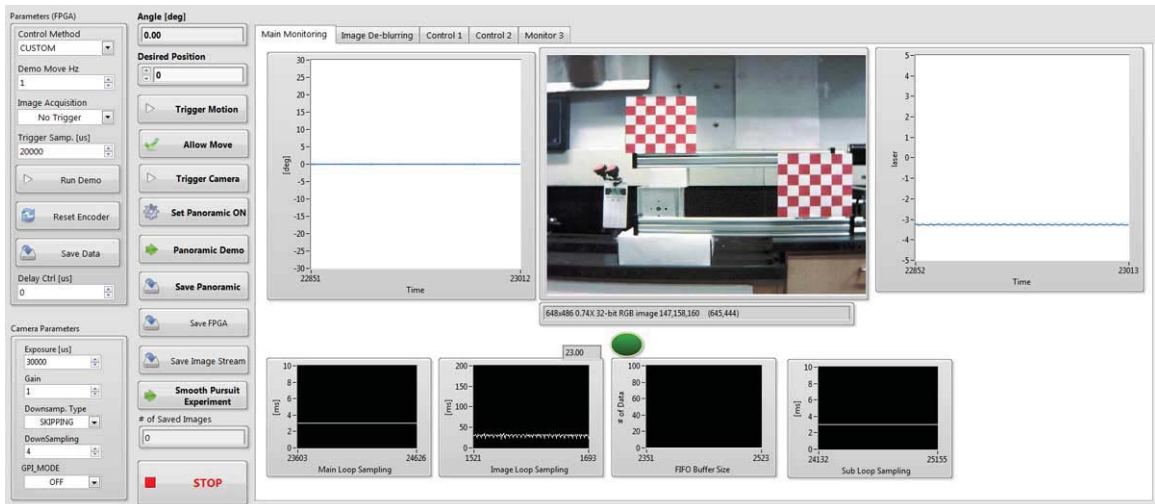 Parameters (FPGA)
Control Method
CUSTOM
Demo Move Hz
1
Image Acquisition
No Trigger
Trigger Samp. [us]
20000
Run Demo
Reset Encoder
Save Data
Delay Ctrl [us]
0
Camera Parameters
Exposure [us]
30000
Gain
1
Downsamp. Type
SKIPPING
DownSampling
4
GPI_MODE
OFF
Angle [deg]
0.00
Desired Position
0
Trigger Motion
Allow Move
Trigger Camera
Set Panoramic ON
Panoramic Demo
Save Panoramic
Save FPGA
Save Image Stream
Smooth Pursuit
Experiment
# of Saved Images
0
STOP
Main Monitoring
Image De-blurring
Control 1
Control 2
Monitor 3
[deg]
30
25
20
15
10
5
0
-5
-10
-15
-20
-25
-30
22851
23012
Time
648x486 0.74X 32-bit RGB image 147,158,160 (645,444)
laser
5
4
3
2
1
0
-1
-2
-3
-4
-5
22852
23013
Time
[ms]
10
8
6
4
2
0
23603
24626
Main Loop Sampling
23.00
[ms]
200
150
100
50
0
1521
1693
Image Loop Sampling
# of Data
100
80
60
40
20
0
2351
2523
FIFO Buffer Size
[ms]
10
8
6
4
2
0
24132
25155
Sub Loop Sampling